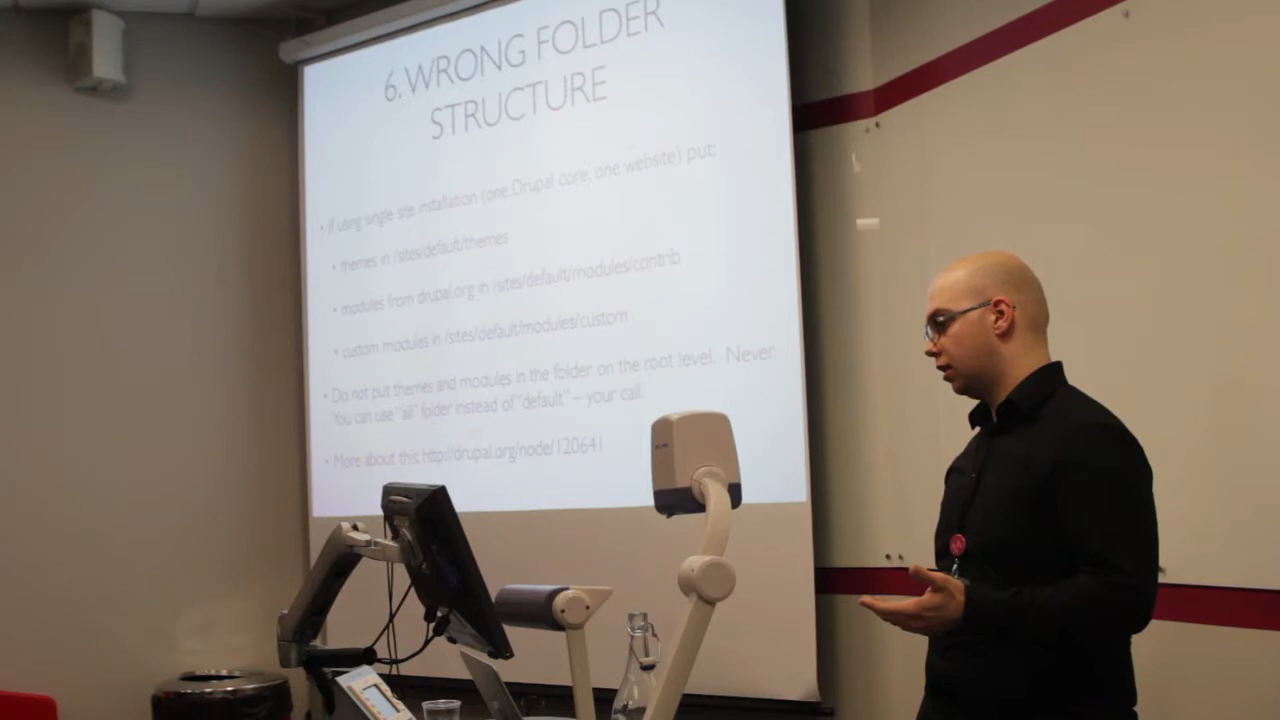 6. WRONG FOLDER
STRUCTURE
• If using single site installation (one Drupal core, one website) put:
• themes in /sites/default/themes
• modules from drupal.org in /sites/default/modules/contrib
• custom modules in /sites/default/modules/custom
• Do not put themes and modules in the folder on the root level. Never.
You can use "all" folder instead of "default" – your call.
• More about this: http://drupal.org/node/120641